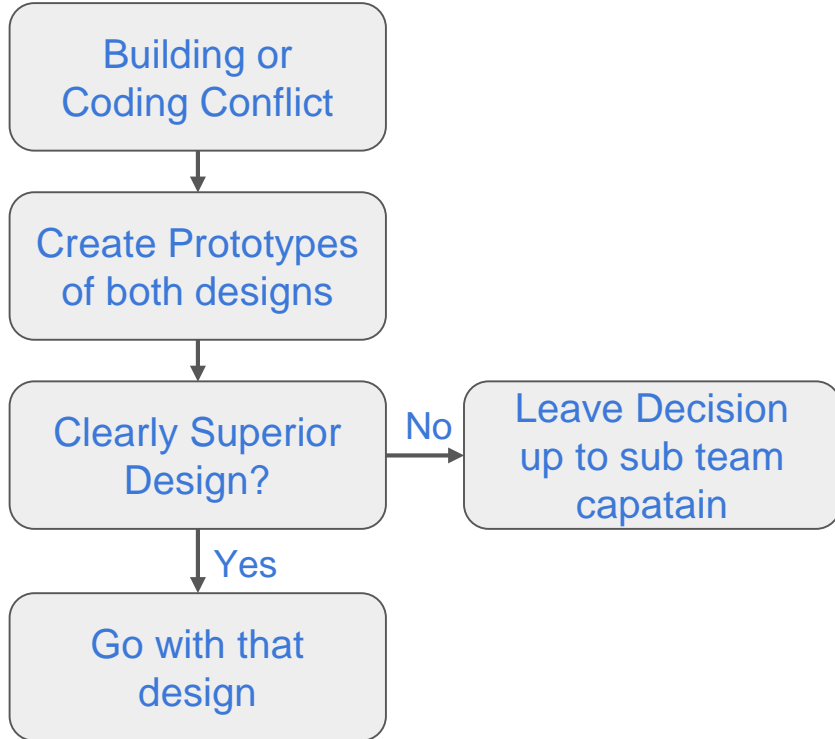 Building or
Coding Conflict
Create Prototypes
of both designs
Clearly Superior
Design?
No
Leave Decision
up to sub team
capatain
Yes
Go with that
design